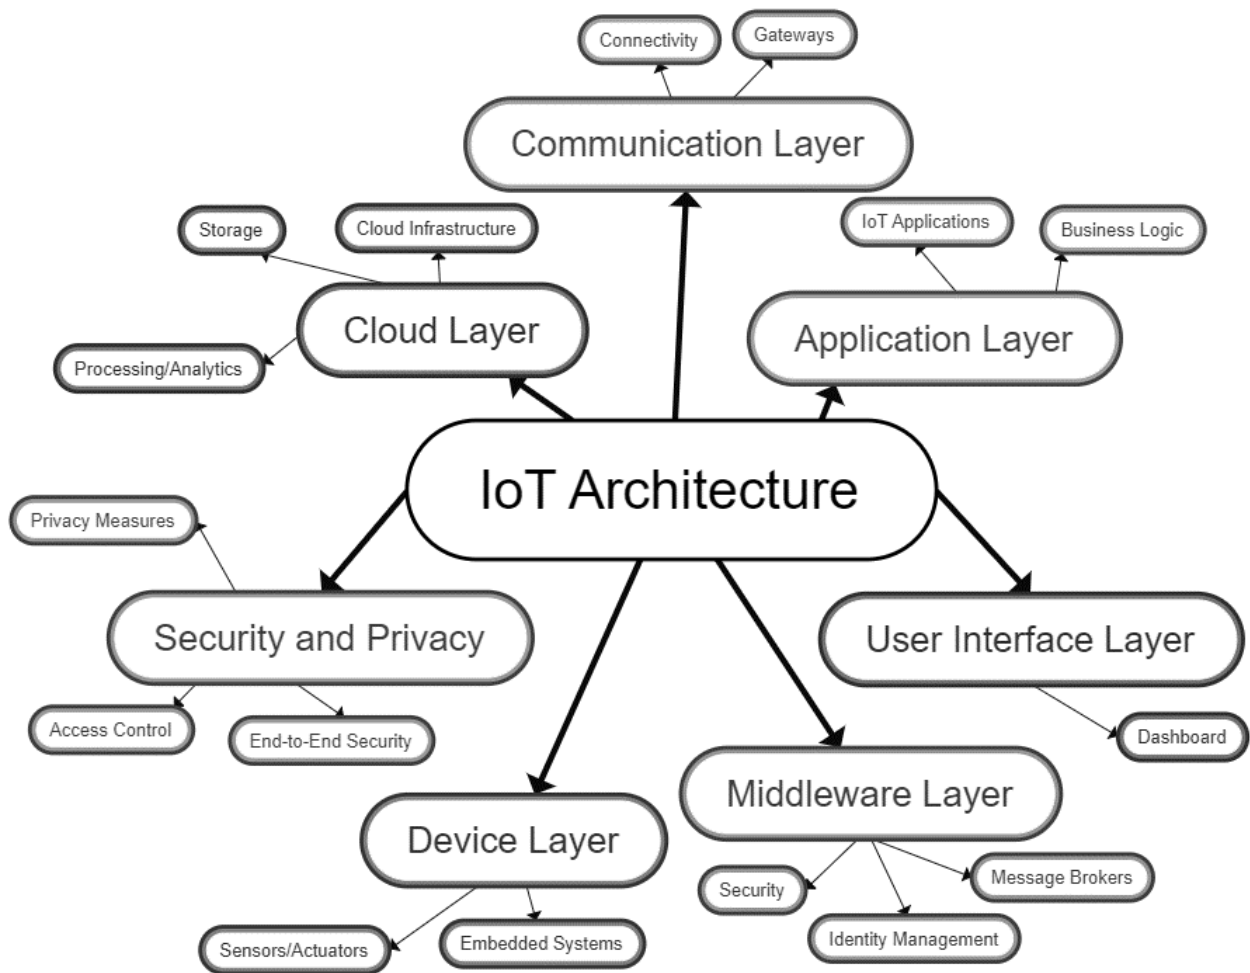 Connectivity
Gateways
Communication Layer
Storage
Cloud Infrastructure
IoT Applications
Business Logic
Cloud Layer
Application Layer
Processing/Analytics
IoT Architecture
Privacy Measures
Security and Privacy
User Interface Layer
Access Control
End-to-End Security
Dashboard
Middleware Layer
Device Layer
Security
Message Brokers
Identity Management
Sensors/Actuators
Embedded Systems